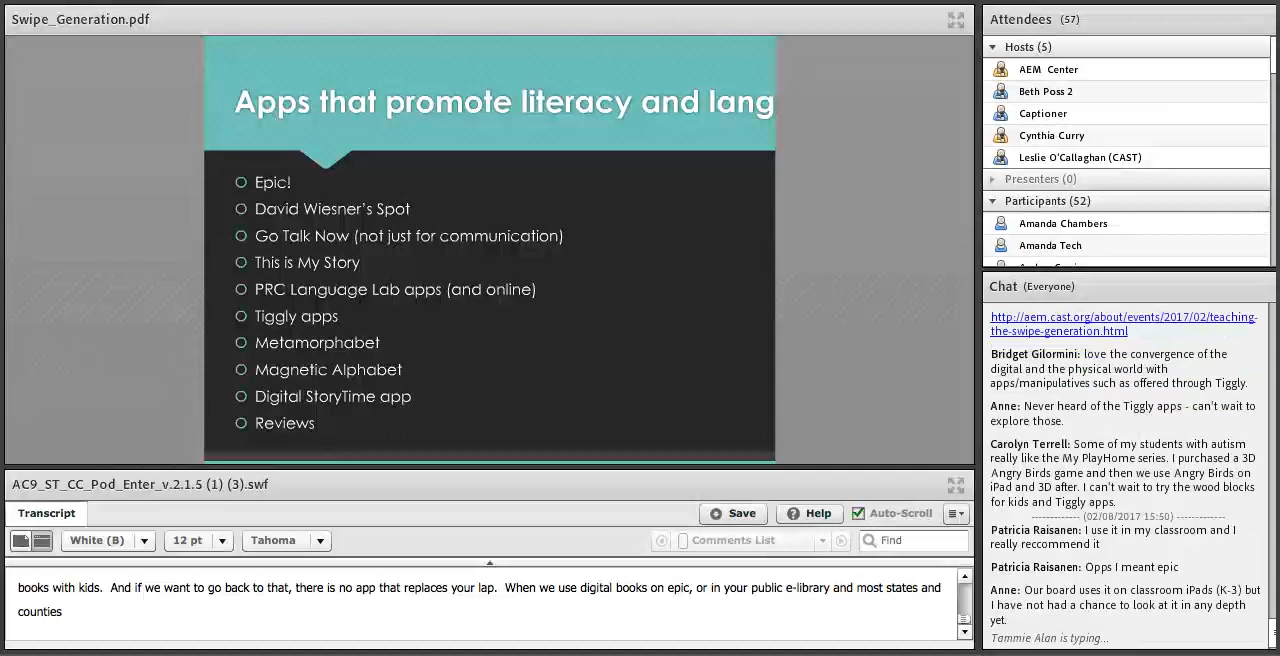 Swipe_Generation.pdf
Apps that promote literacy and lang
Epic!
David Wiesner's Spot
Go Talk Now (not just for communication)
This is My Story
PRC Language Lab apps (and online)
Tiggly apps
Metamorphabet
Magnetic Alphabet
Digital StoryTime app
Reviews
AC9_ST_CC_Pod_Enter_v.2.1.5 (1) (3).swf
Transcript
Save
Help
Auto-Scroll
White (B)
12 pt
Tahoma
Comments List
Find
books with kids.  And if we want to go back to that, there is no app that replaces your lap.  When we use digital books on epic, or in your public e-library and most states and
counties
Attendees (57)
Hosts (5)
AEM Center
Beth Poss 2
Captioner
Cynthia Curry
Leslie O'Callaghan (CAST)
Presenters (0)
Participants (52)
Amanda Chambers
Amanda Tech
Chat (Everyone)
http://aem.cast.org/about/events/2017/02/teaching-
the-swipe-generation.html
Bridget Gilormini: love the convergence of the
digital and the physical world with
apps/manipulatives such as offered through Tiggly.
Anne: Never heard of the Tiggly apps - can't wait to
explore those.
Carolyn Terrell: Some of my students with autism
really like the My PlayHome series. I purchased a 3D
Angry Birds game and then we use Angry Birds on
iPad and 3D after. I can't wait to try the wood blocks
for kids and Tiggly apps.
------------- (02/08/2017 15:50) -------------
Patricia Raisanen: I use it in my classroom and I
really reccommend it
Patricia Raisanen: Opps I meant epic
Anne: Our board uses it on classroom iPads (K-3) but
I have not had a chance to look at it in any depth
yet.
Tammie Alan is typing...